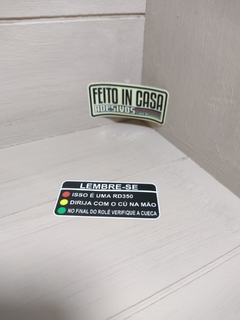 FEITO IN CASA
ADESIVOS
LEMBRE-SE
ISSO É UMA RD350
DIRIJA COM O CÚ NA MÃO
NO FINAL DO ROLÊ VERIFIQUE A CUECA